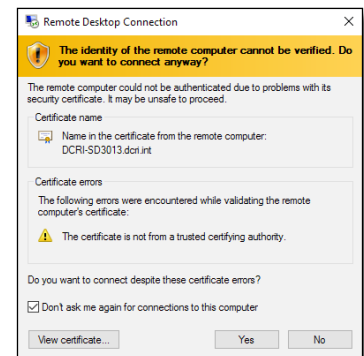 Remote Desktop Connection
The identity of the remote computer cannot be verified. Do
you want to connect anyway?
The remote computer could not be authenticated due to problems with its
security certificate. It may be unsafe to proceed.
Certificate name
Name in the certificate from the remote computer:
DCRI-SD3013.dcri.int
Certificate errors
The following errors were encountered while validating the remote
computer's certificate:
The certificate is not from a trusted certifying authority.
Do you want to connect despite these certificate errors?
Don't ask me again for connections to this computer
View certificate... Yes No